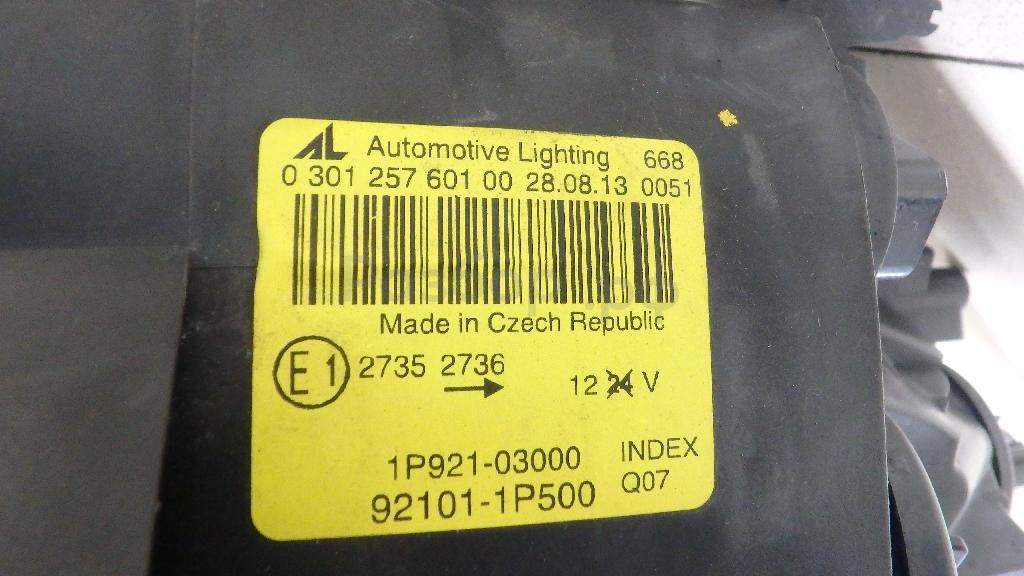 AL Automotive Lighting 668
0 301 257 601 00 28.08.13 0051
Made in Czech Republic
E1 2735 2736
12 24 V
1P921-03000 INDEX
92101-1P500 Q07